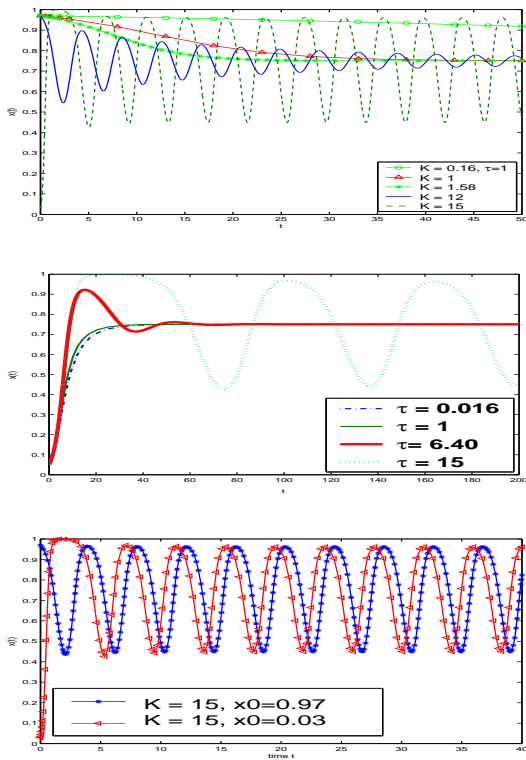 1
0.9
0.8
0.7
0.6
0.5
0.4
0.3
0.2
0.1
0
x(t)
K = 0.16, τ=1
K = 1
K = 1.58
K = 12
K = 15
0 5 10 15 20 25 30 35 40 45 50
t
1
0.9
0.8
0.7
0.6
0.5
0.4
0.3
0.2
0.1
0
x(t)
τ = 0.016
τ = 1
τ= 6.40
τ = 15
0 20 40 60 80 100 120 140 160 180 200
t
1
0.9
0.8
0.7
0.6
0.5
0.4
0.3
0.2
0.1
0
x(t)
K = 15, x0=0.97
K = 15, x0=0.03
0 5 10 15 20 25 30 35 40
time t